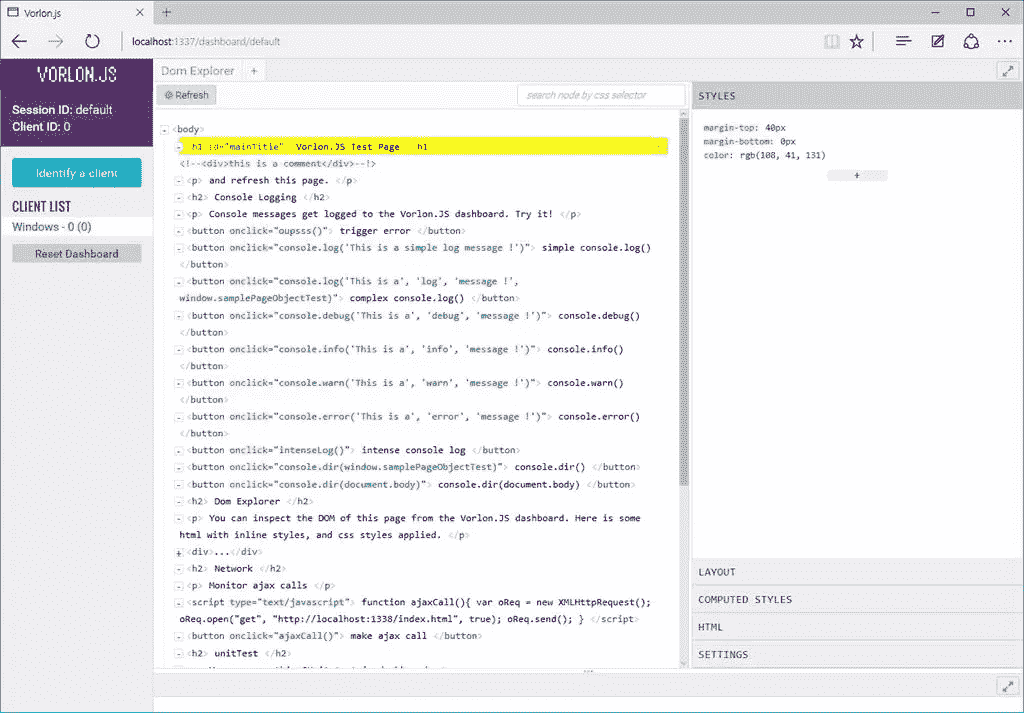 Vorlon.js
localhost:1337/dashboard/default
VORLON.JS
Session ID: default
Client ID: 0
Identify a client
CLIENT LIST
Windows - 0 (0)
Reset Dashboard
Dom Explorer +
Refresh
search node by css selector
- <body>
- h1 id="mainTitle" Vorlon.JS Test Page h1
<!--<div>this is a comment</div>--!>
- <p> and refresh this page. </p>
- <h2> Console Logging </h2>
- <p> Console messages get logged to the Vorlon.JS dashboard. Try it! </p>
- <button onclick="oupsss()"> trigger error </button>
- <button onclick="console.log('This is a simple log message !')"> simple console.log()
</button>
- <button onclick="console.log('This is a', 'log', 'message !',
window.samplePageObjectTest)"> complex console.log() </button>
- <button onclick="console.debug('This is a', 'debug', 'message !')"> console.debug()
</button>
- <button onclick="console.info('This is a', 'info', 'message !')"> console.info()
</button>
- <button onclick="console.warn('This is a', 'warn', 'message !')"> console.warn()
</button>
- <button onclick="console.error('This is a', 'error', 'message !')"> console.error()
</button>
- <button onclick="intenseLog()"> intense console log </button>
- <button onclick="console.dir(window.samplePageObjectTest)"> console.dir() </button>
- <button onclick="console.dir(document.body)"> console.dir(document.body) </button>
- <h2> Dom Explorer </h2>
- <p> You can inspect the DOM of this page from the Vorlon.JS dashboard. Here is some
html with inline styles, and css styles applied. </p>
+ <div>...</div>
- <h2> Network </h2>
- <p> Monitor ajax calls </p>
- <script type="text/javascript"> function ajaxCall(){ var oReq = new XMLHttpRequest();
oReq.open("get", "http://localhost:1338/index.html", true); oReq.send(); } </script>
- <button onclick="ajaxCall()"> make ajax call </button>
- <h2> unitTest </h2>
STYLES
margin-top: 40px
margin-bottom: 0px
color: rgb(108, 41, 131)
+
LAYOUT
COMPUTED STYLES
HTML
SETTINGS